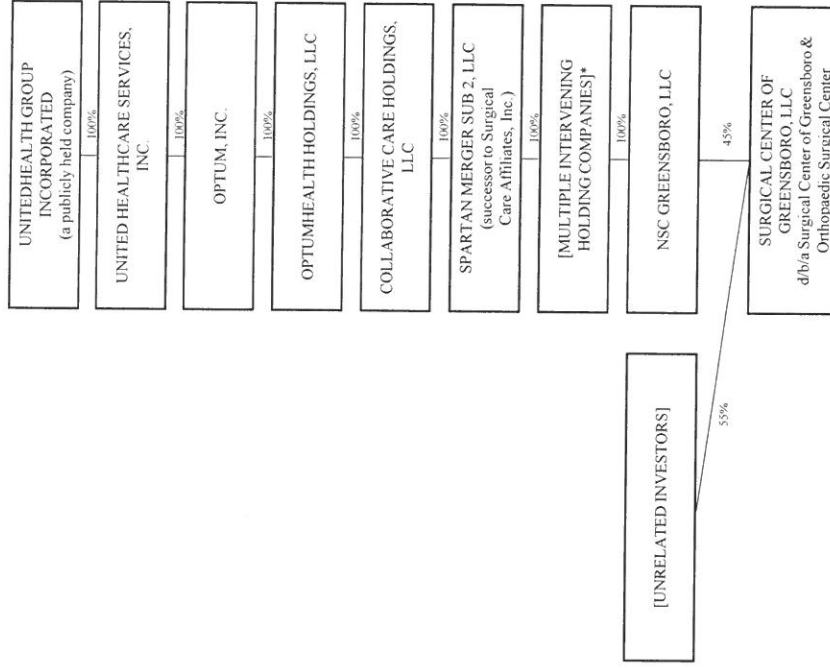 UNITEDHEALTH GROUP
INCORPORATED
(a publicly held company)
100%
UNITED HEALTHCARE SERVICES,
INC.
100%
OPTUM, INC.
100%
OPTUMHEALTH HOLDINGS, LLC
100%
COLLABORATIVE CARE HOLDINGS,
LLC
100%
SPARTAN MERGER SUB 2, LLC
(successor to Surgical
Care Affiliates, Inc.)
100%
[MULTIPLE INTERVENING
HOLDING COMPANIES]*
100%
[UNRELATED INVESTORS]
NSC GREENSBORO, LLC
55%
45%
SURGICAL CENTER OF
GREENSBORO, LLC
d/b/a Surgical Center of Greensboro &
Orthopaedic Surgical Center